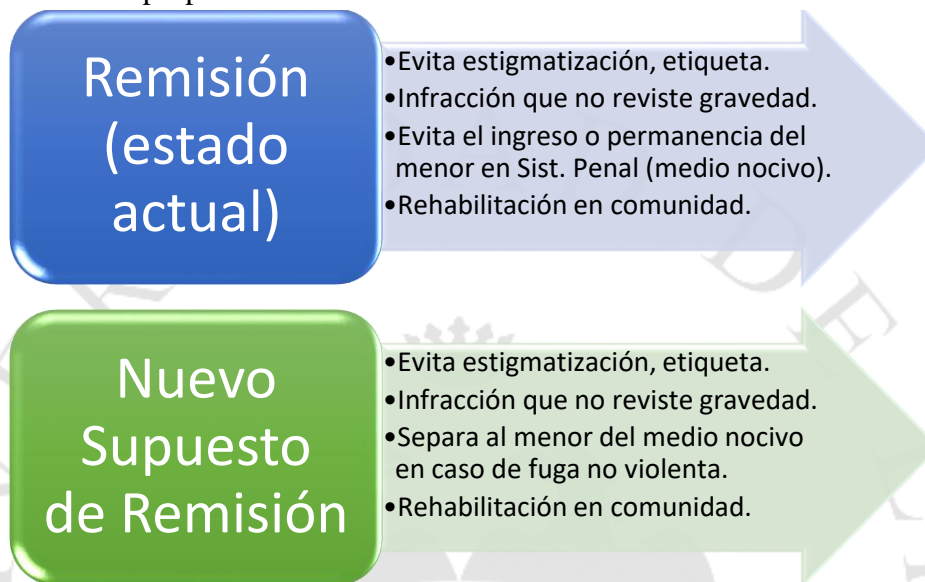 Remisión
(estado
actual)
•Evita estigmatización, etiqueta.
•Infracción que no reviste gravedad.
•Evita el ingreso o permanencia del
menor en Sist. Penal (medio nocivo).
•Rehabilitación en comunidad.
Nuevo
Supuesto
de Remisión
•Evita estigmatización, etiqueta.
•Infracción que no reviste gravedad.
•Separa al menor del medio nocivo
en caso de fuga no violenta.
•Rehabilitación en comunidad.